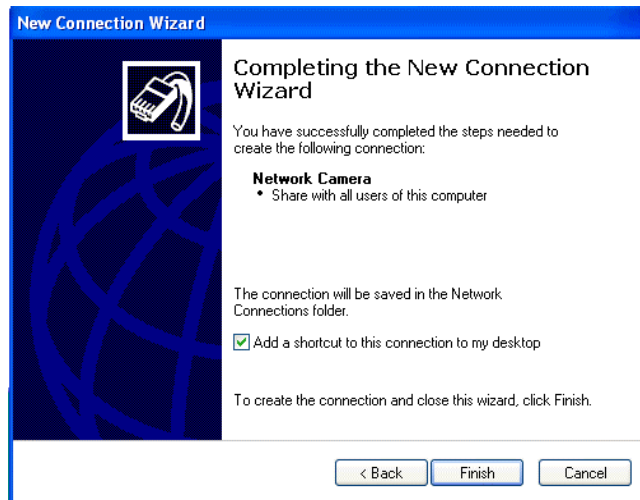 New Connection Wizard
Completing the New Connection
Wizard
You have successfully completed the steps needed to
create the following connection:
Network Camera
• Share with all users of this computer
The connection will be saved in the Network
Connections folder.
Add a shortcut to this connection to my desktop
To create the connection and close this wizard, click Finish.
< Back
Finish
Cancel